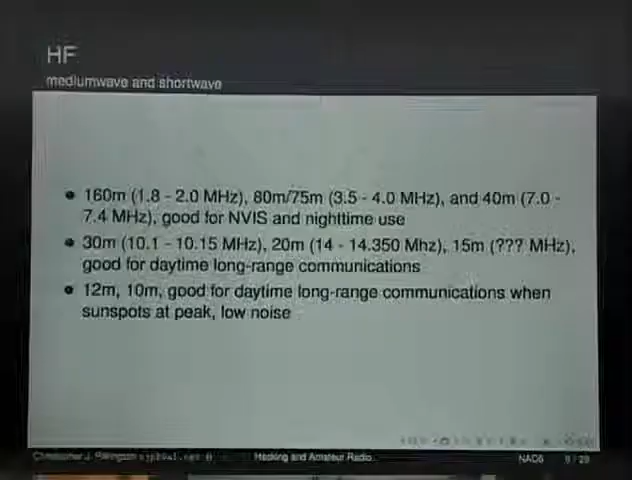 HF
mediumwave and shortwave
160m (1.8 - 2.0 MHz), 80m/75m (3.5 - 4.0 MHz), and 40m (7.0 -
7.4 MHz), good for NVIS and nighttime use
30m (10.1 - 10.15 MHz), 20m (14 - 14.350 Mhz), 15m (??? MHz),
good for daytime long-range communications
12m, 10m, good for daytime long-range communications when
sunspots at peak, low noise
Christopher J.
Hacking and Amateur Radio